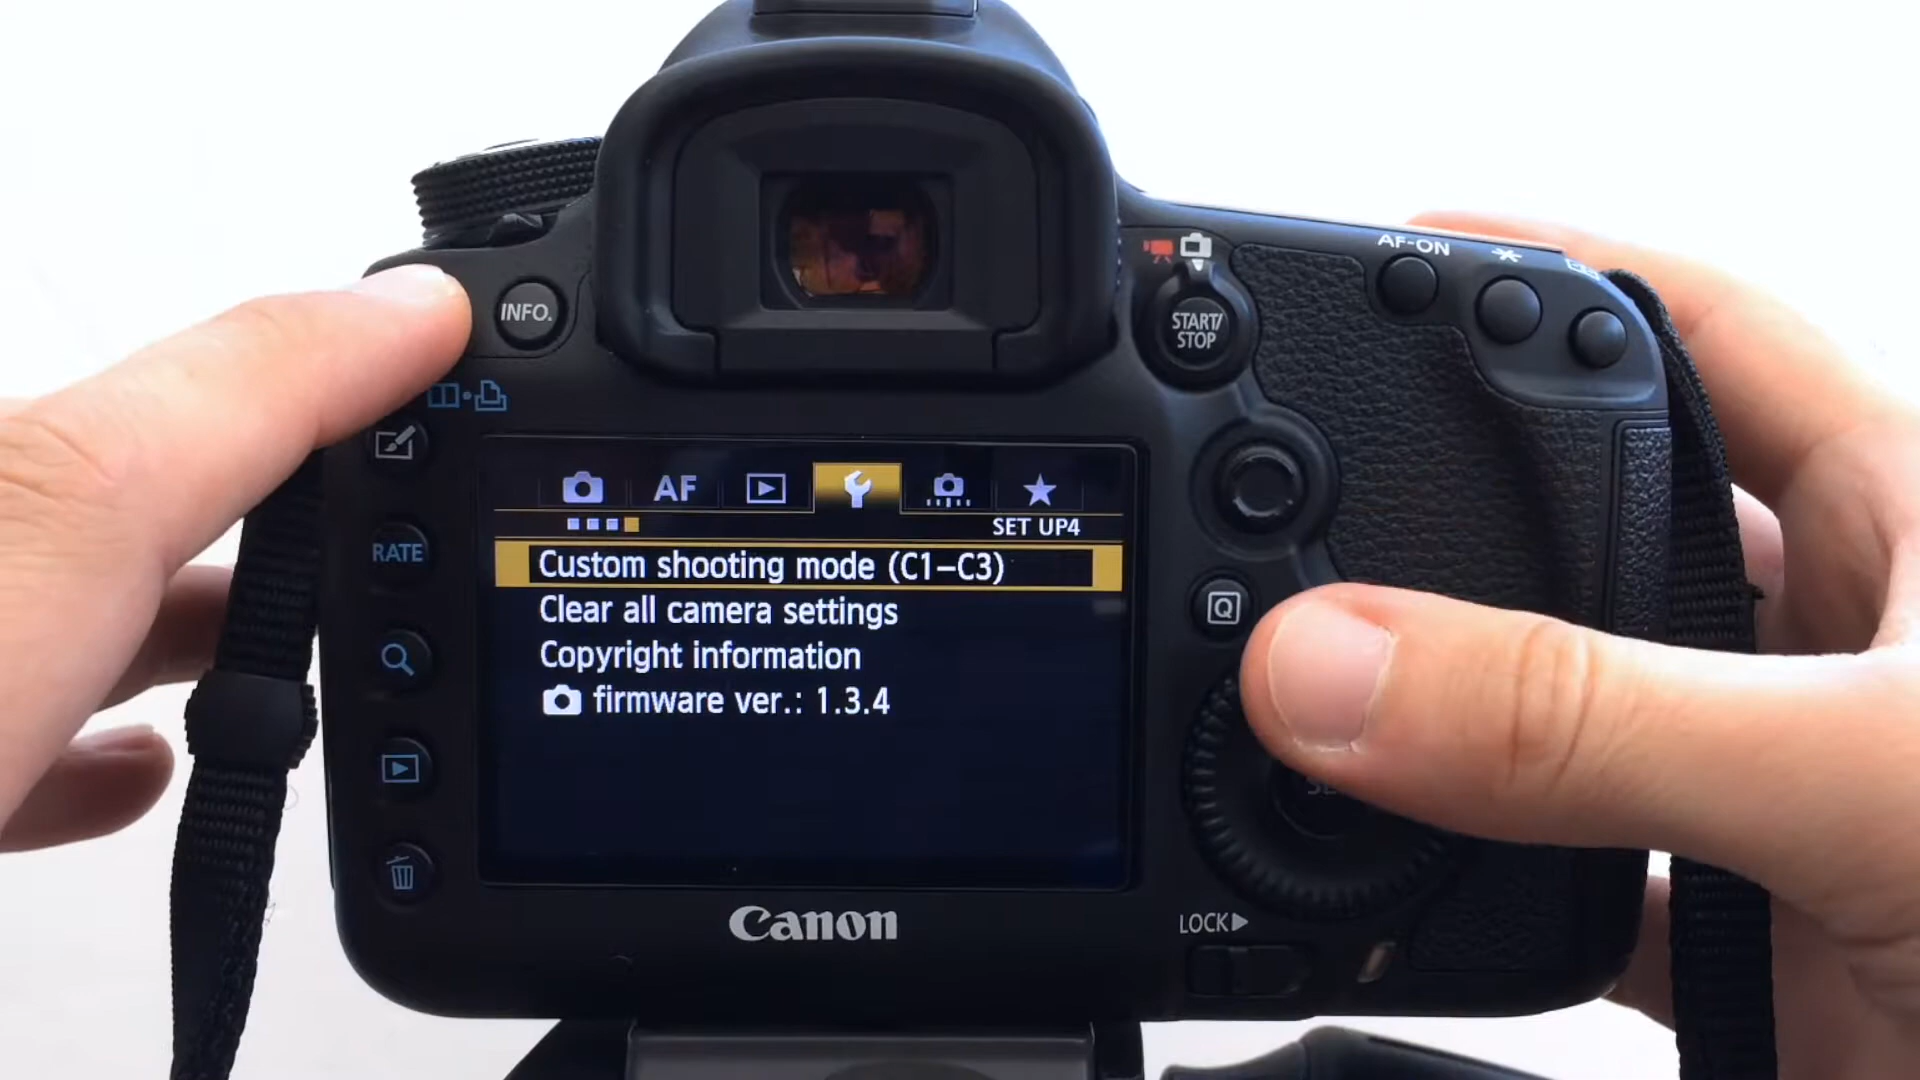 AF-ON
INFO.
START/
STOP
AF
SET UP4
RATE
Custom shooting mode (C1–C3)
Clear all camera settings
Copyright information
firmware ver.: 1.3.4
Q
Canon
LOCK▶